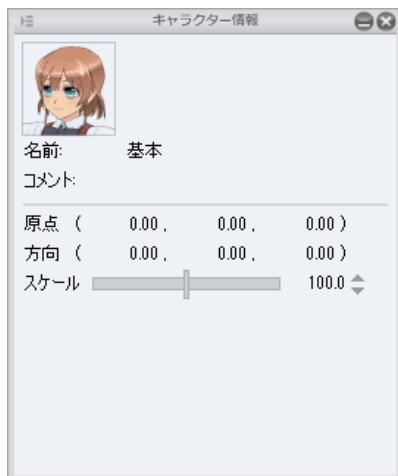 キャラクター情報
名前: 基本
コメント:
原点 ( 0.00 , 0.00 , 0.00 )
方向 ( 0.00 , 0.00 , 0.00 )
スケール 100.0